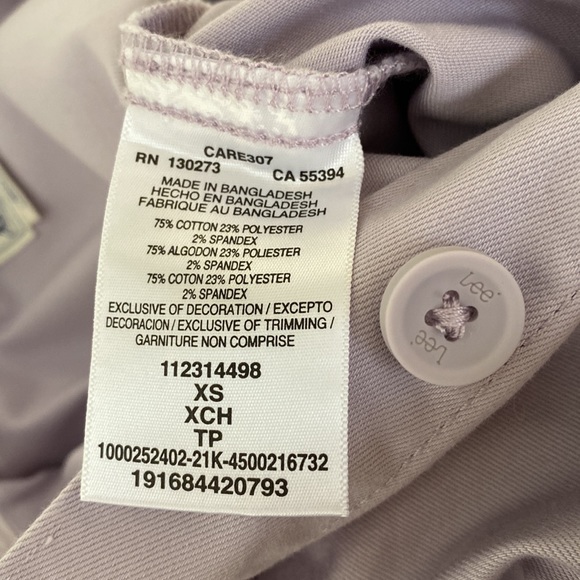 CARE307
RN 130273 CA 55394
MADE IN BANGLADESH
HECHO EN BANGLADESH
FABRIQUE AU BANGLADESH
75% COTTON 23% POLYESTER
2% SPANDEX
75% ALGODON 23% POLIESTER
2% SPANDEX
75% COTON 23% POLYESTER
2% SPANDEX
EXCLUSIVE OF DECORATION / EXCEPTO
DECORACION / EXCLUSIVE OF TRIMMING /
GARNITURE NON COMPRISE
112314498
XS
XCH
TP
1000252402-21K-4500216732
191684420793
Lee
Lee